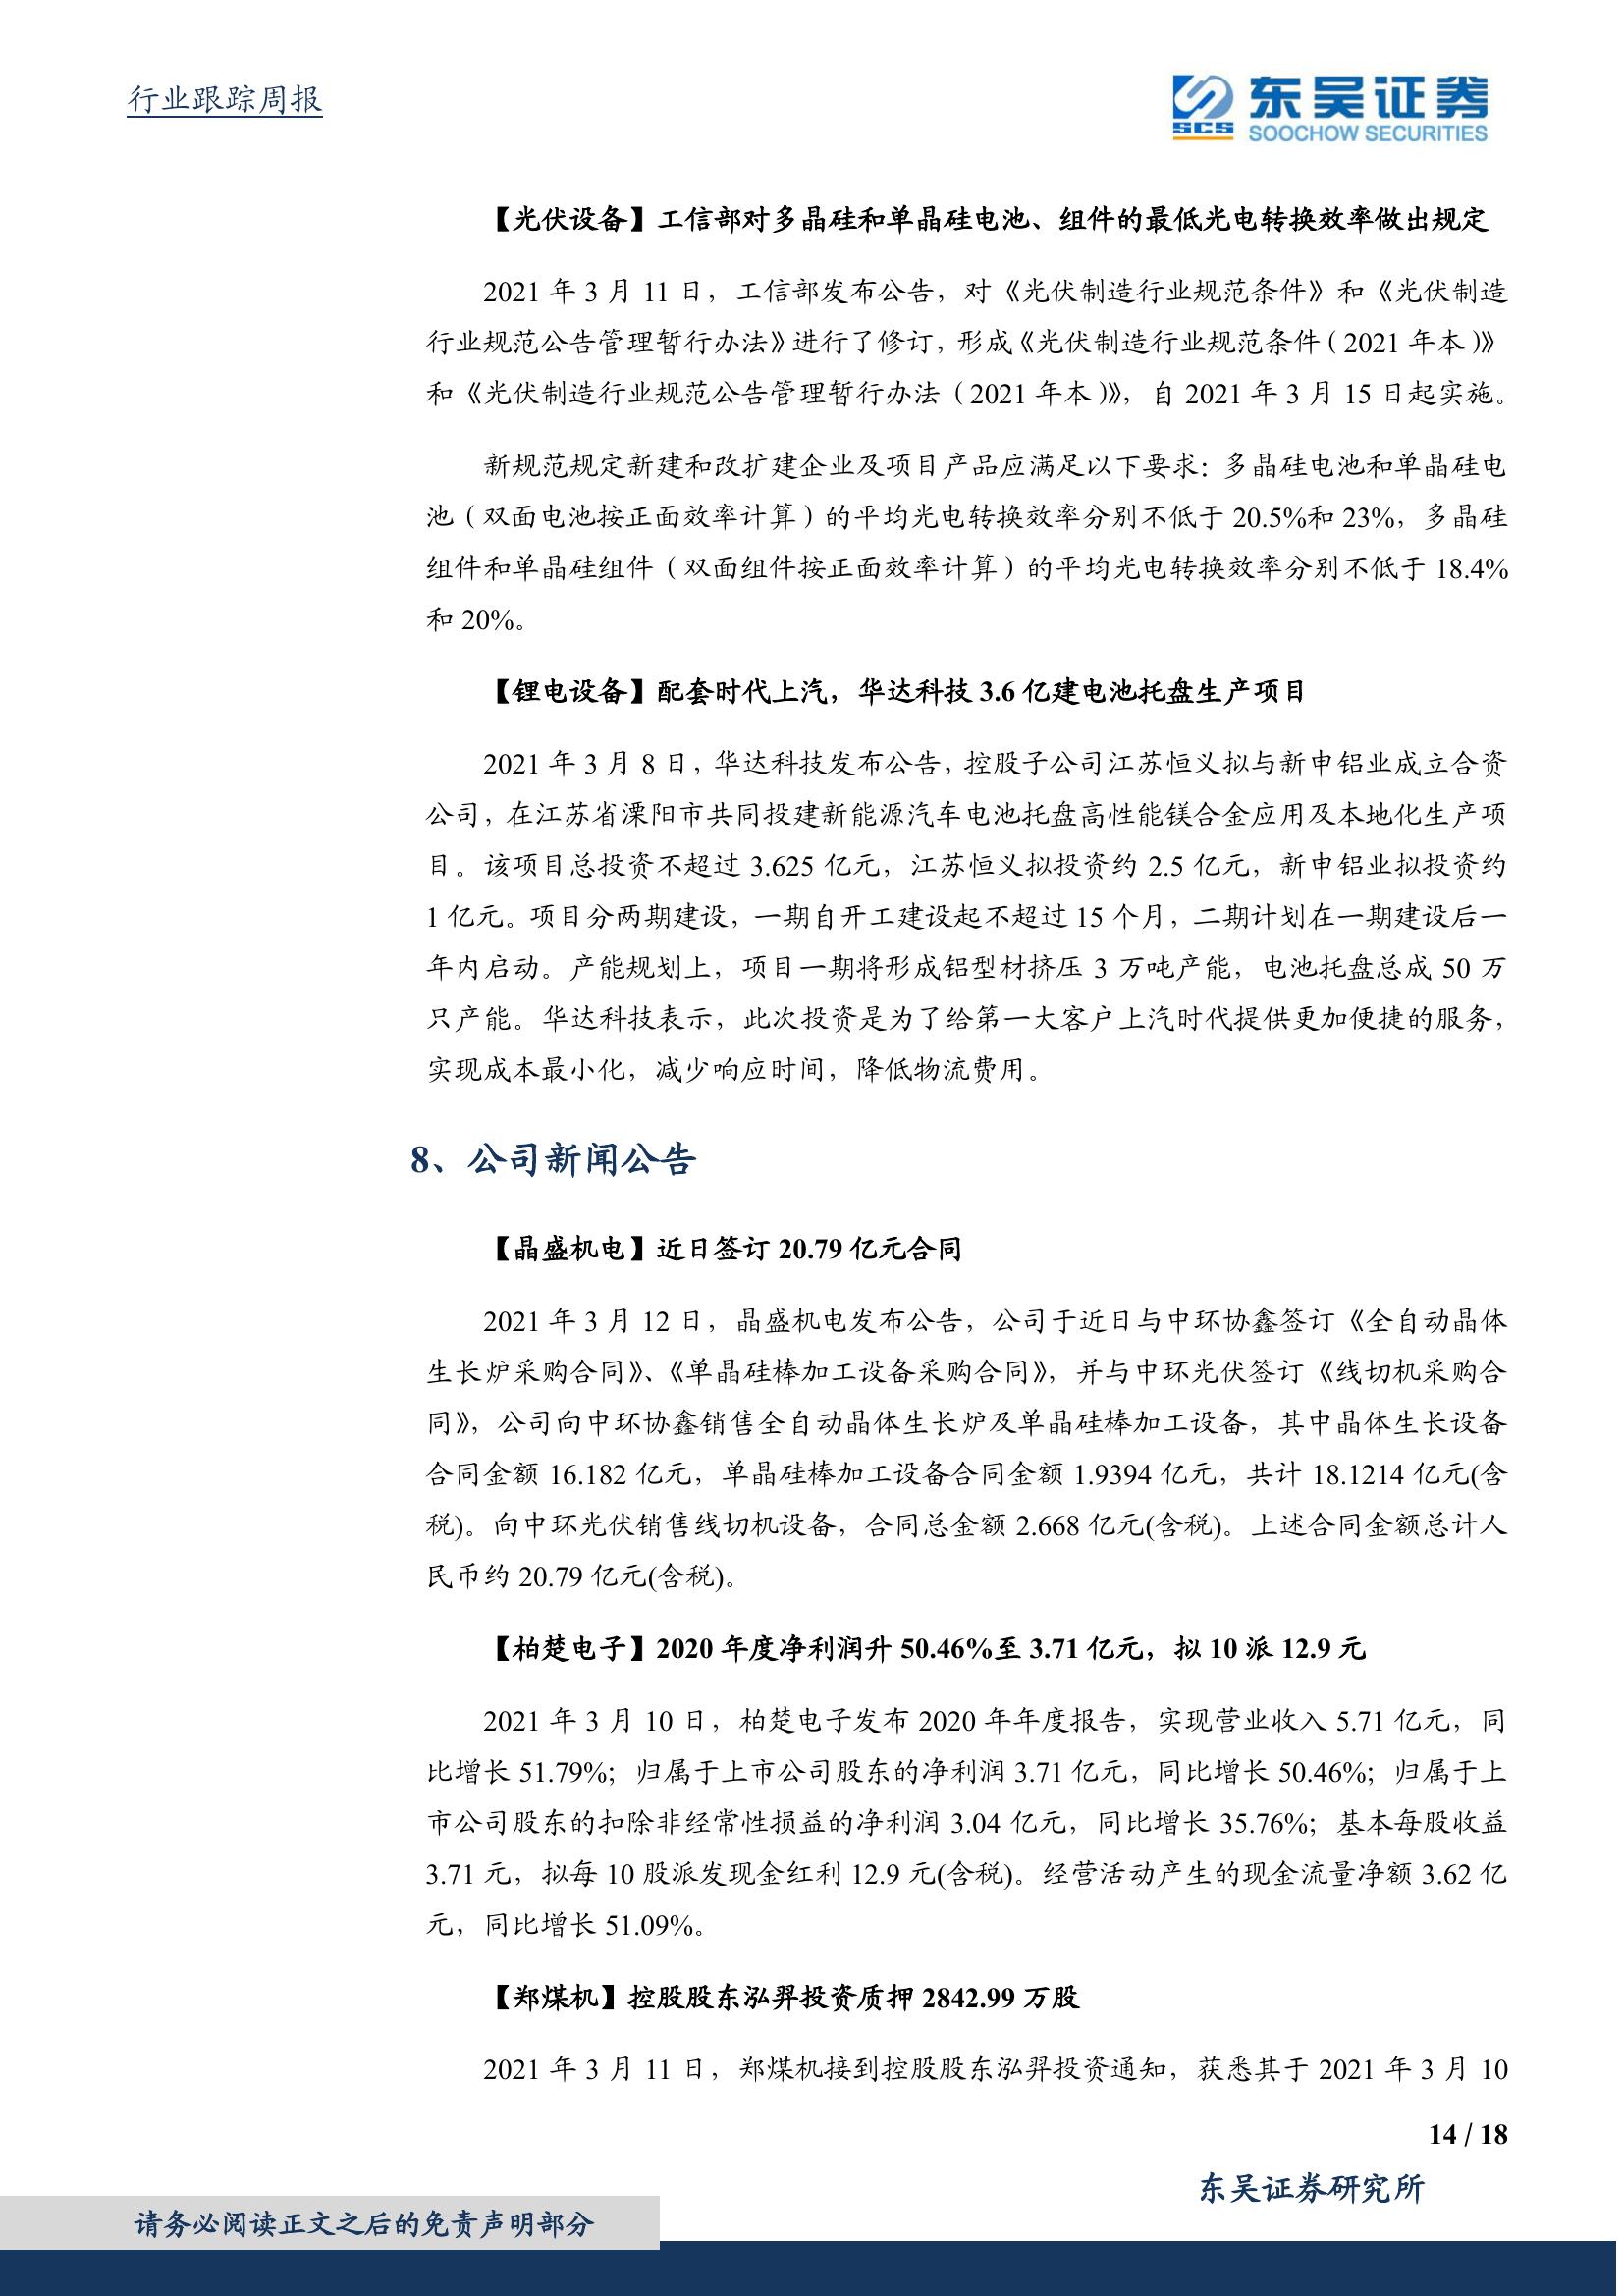 行业跟踪周报
东吴证券
SCS
SOOCHOW SECURITIES
【光伏设备】工信部对多晶硅和单晶硅电池、组件的最低光电转换效率做出规定
2021 年 3 月 11 日，工信部发布公告，对《光伏制造行业规范条件》和《光伏制造
行业规范公告管理暂行办法》进行了修订，形成《光伏制造行业规范条件（2021 年本）》
和《光伏制造行业规范公告管理暂行办法（2021 年本）》，自 2021 年 3 月 15 日起实施。
新规范规定新建和改扩建企业及项目产品应满足以下要求：多晶硅电池和单晶硅电
池（双面电池按正面效率计算）的平均光电转换效率分别不低于 20.5%和 23%，多晶硅
组件和单晶硅组件（双面组件按正面效率计算）的平均光电转换效率分别不低于 18.4%
和 20%。
【锂电设备】配套时代上汽，华达科技 3.6 亿建电池托盘生产项目
2021 年 3 月 8 日，华达科技发布公告，控股子公司江苏恒义拟与新申铝业成立合资
公司，在江苏省溧阳市共同投建新能源汽车电池托盘高性能镁合金应用及本地化生产项
目。该项目总投资不超过 3.625 亿元，江苏恒义拟投资约 2.5 亿元，新申铝业拟投资约
1 亿元。项目分两期建设，一期自开工建设起不超过 15 个月，二期计划在一期建设后一
年内启动。产能规划上，项目一期将形成铝型材挤压 3 万吨产能，电池托盘总成 50 万
只产能。华达科技表示，此次投资是为了给第一大客户上汽时代提供更加便捷的服务，
实现成本最小化，减少响应时间，降低物流费用。
8、公司新闻公告
【晶盛机电】近日签订 20.79 亿元合同
2021 年 3 月 12 日，晶盛机电发布公告，公司于近日与中环协鑫签订《全自动晶体
生长炉采购合同》、《单晶硅棒加工设备采购合同》，并与中环光伏签订《线切机采购合
同》，公司向中环协鑫销售全自动晶体生长炉及单晶硅棒加工设备，其中晶体生长设备
合同金额 16.182 亿元，单晶硅棒加工设备合同金额 1.9394 亿元，共计 18.1214 亿元(含
税)。向中环光伏销售线切机设备，合同总金额 2.668 亿元(含税)。上述合同金额总计人
民币约 20.79 亿元(含税)。
【柏楚电子】2020 年度净利润升 50.46%至 3.71 亿元，拟 10 派 12.9 元
2021 年 3 月 10 日，柏楚电子发布 2020 年年度报告，实现营业收入 5.71 亿元，同
比增长 51.79%；归属于上市公司股东的净利润 3.71 亿元，同比增长 50.46%；归属于上
市公司股东的扣除非经常性损益的净利润 3.04 亿元，同比增长 35.76%；基本每股收益
3.71 元，拟每 10 股派发现金红利 12.9 元(含税)。经营活动产生的现金流量净额 3.62 亿
元，同比增长 51.09%。
【郑煤机】控股股东泓羿投资质押 2842.99 万股
2021 年 3 月 11 日，郑煤机接到控股股东泓羿投资通知，获悉其于 2021 年 3 月 10
14 / 18
东吴证券研究所
请务必阅读正文之后的免责声明部分